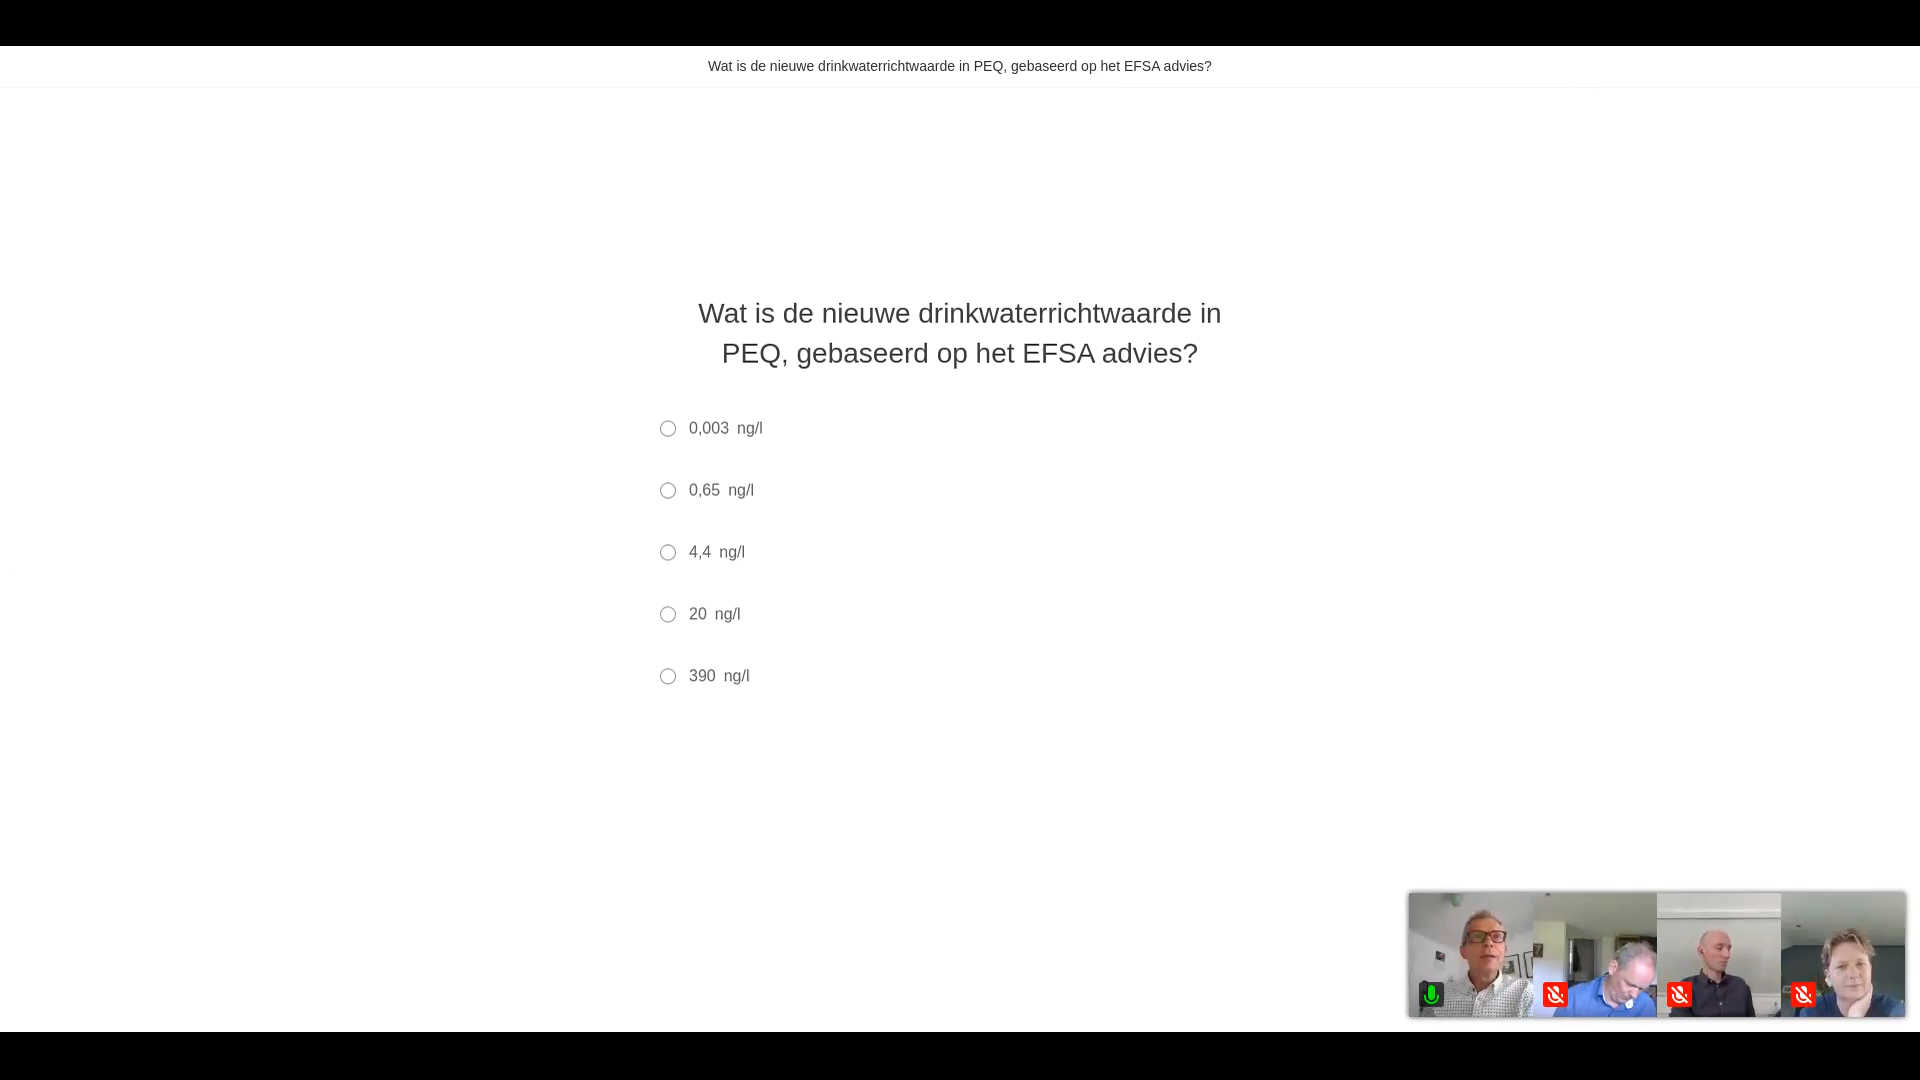 Wat is de nieuwe drinkwaterrichtwaarde in PEQ, gebaseerd op het EFSA advies?
Wat is de nieuwe drinkwaterrichtwaarde in
PEQ, gebaseerd op het EFSA advies?
0,003 ng/l
0,65 ng/l
4,4 ng/l
20 ng/l
390 ng/l